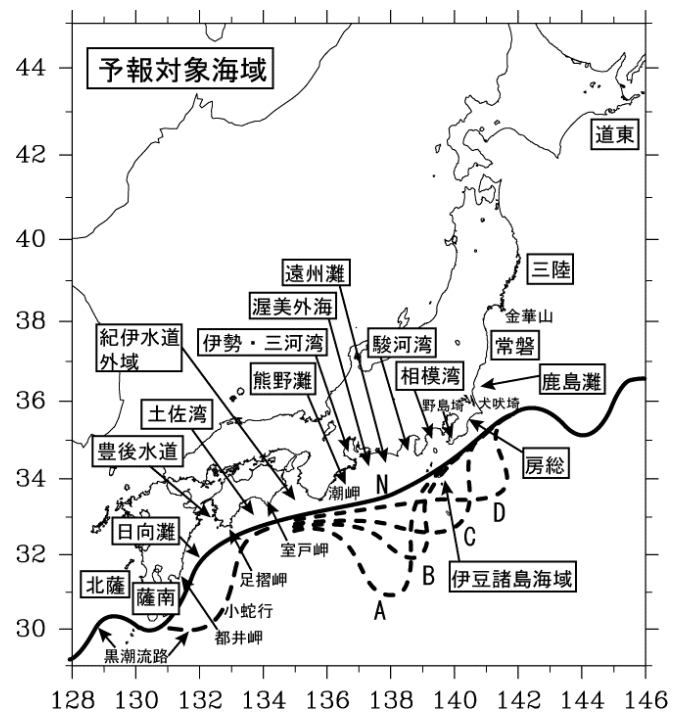 予報対象海域
44
42
40
38
36
34
32
30
道東
三陸
金華山
遠州灘
渥美外海
紀伊水道
外域
伊勢・三河湾
駿河湾
常磐
熊野灘
相模湾
鹿島灘
土佐湾
野島埼
犬吠埼
豊後水道
房総
潮岬
N
D
日向灘
室戸岬
C
北薩
薩南
足摺岬
B
伊豆諸島海域
小蛇行
A
都井岬
黒潮流路
128
130
132
134
136
138
140
142
144
146